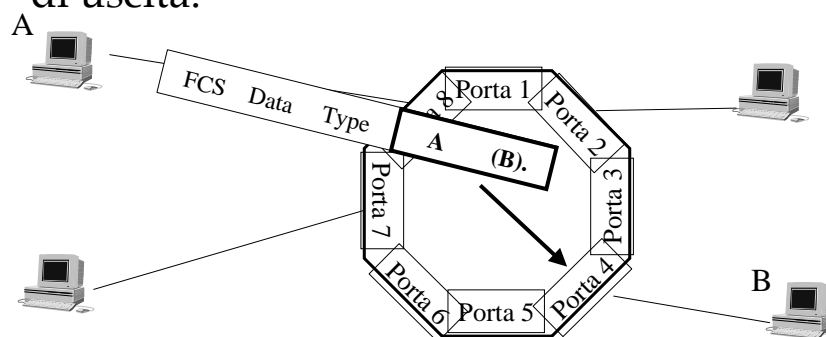 di uscita.
A
FCS Data Type A (B).
Porta 1
Porta 2
Porta 3
Porta 4
Porta 5
Porta 6
Porta 7
8
B